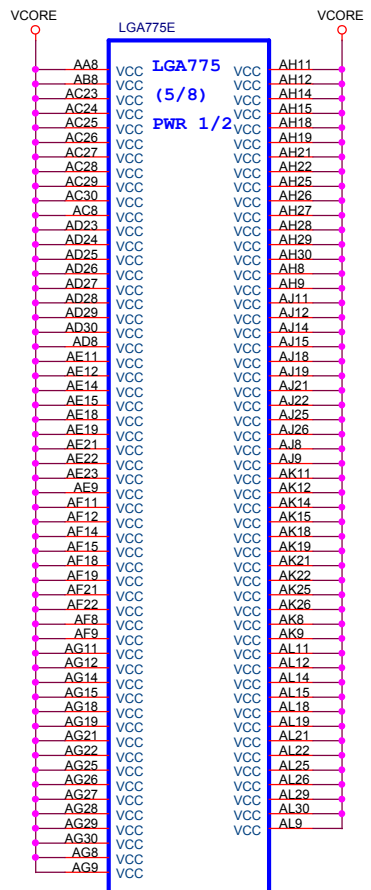 VCORE LGA775E VCORE
AA8 VCC LGA775 VCC AH11
AB8 VCC VCC AH12
AC23 VCC (5/8) VCC AH14
AC24 VCC VCC AH15
AC25 VCC PWR 1/2 VCC AH18
AC26 VCC VCC AH19
AC27 VCC VCC AH21
AC28 VCC VCC AH22
AC29 VCC VCC AH25
AC30 VCC VCC AH26
AC8 VCC VCC AH27
AD23 VCC VCC AH28
AD24 VCC VCC AH29
AD25 VCC VCC AH30
AD26 VCC VCC AH8
AD27 VCC VCC AH9
AD28 VCC VCC AJ11
AD29 VCC VCC AJ12
AD30 VCC VCC AJ14
AD8 VCC VCC AJ15
AE11 VCC VCC AJ18
AE12 VCC VCC AJ19
AE14 VCC VCC AJ21
AE15 VCC VCC AJ22
AE18 VCC VCC AJ25
AE19 VCC VCC AJ26
AE21 VCC VCC AJ8
AE22 VCC VCC AJ9
AE23 VCC VCC AK11
AE9 VCC VCC AK12
AF11 VCC VCC AK14
AF12 VCC VCC AK15
AF14 VCC VCC AK18
AF15 VCC VCC AK19
AF18 VCC VCC AK21
AF19 VCC VCC AK22
AF21 VCC VCC AK25
AF22 VCC VCC AK26
AF8 VCC VCC AK8
AF9 VCC VCC AK9
AG11 VCC VCC AL11
AG12 VCC VCC AL12
AG14 VCC VCC AL14
AG15 VCC VCC AL15
AG18 VCC VCC AL18
AG19 VCC VCC AL19
AG21 VCC VCC AL21
AG22 VCC VCC AL22
AG25 VCC VCC AL25
AG26 VCC VCC AL26
AG27 VCC VCC AL29
AG28 VCC VCC AL30
AG29 VCC VCC AL9
AG30 VCC
AG8 VCC
AG9 VCC